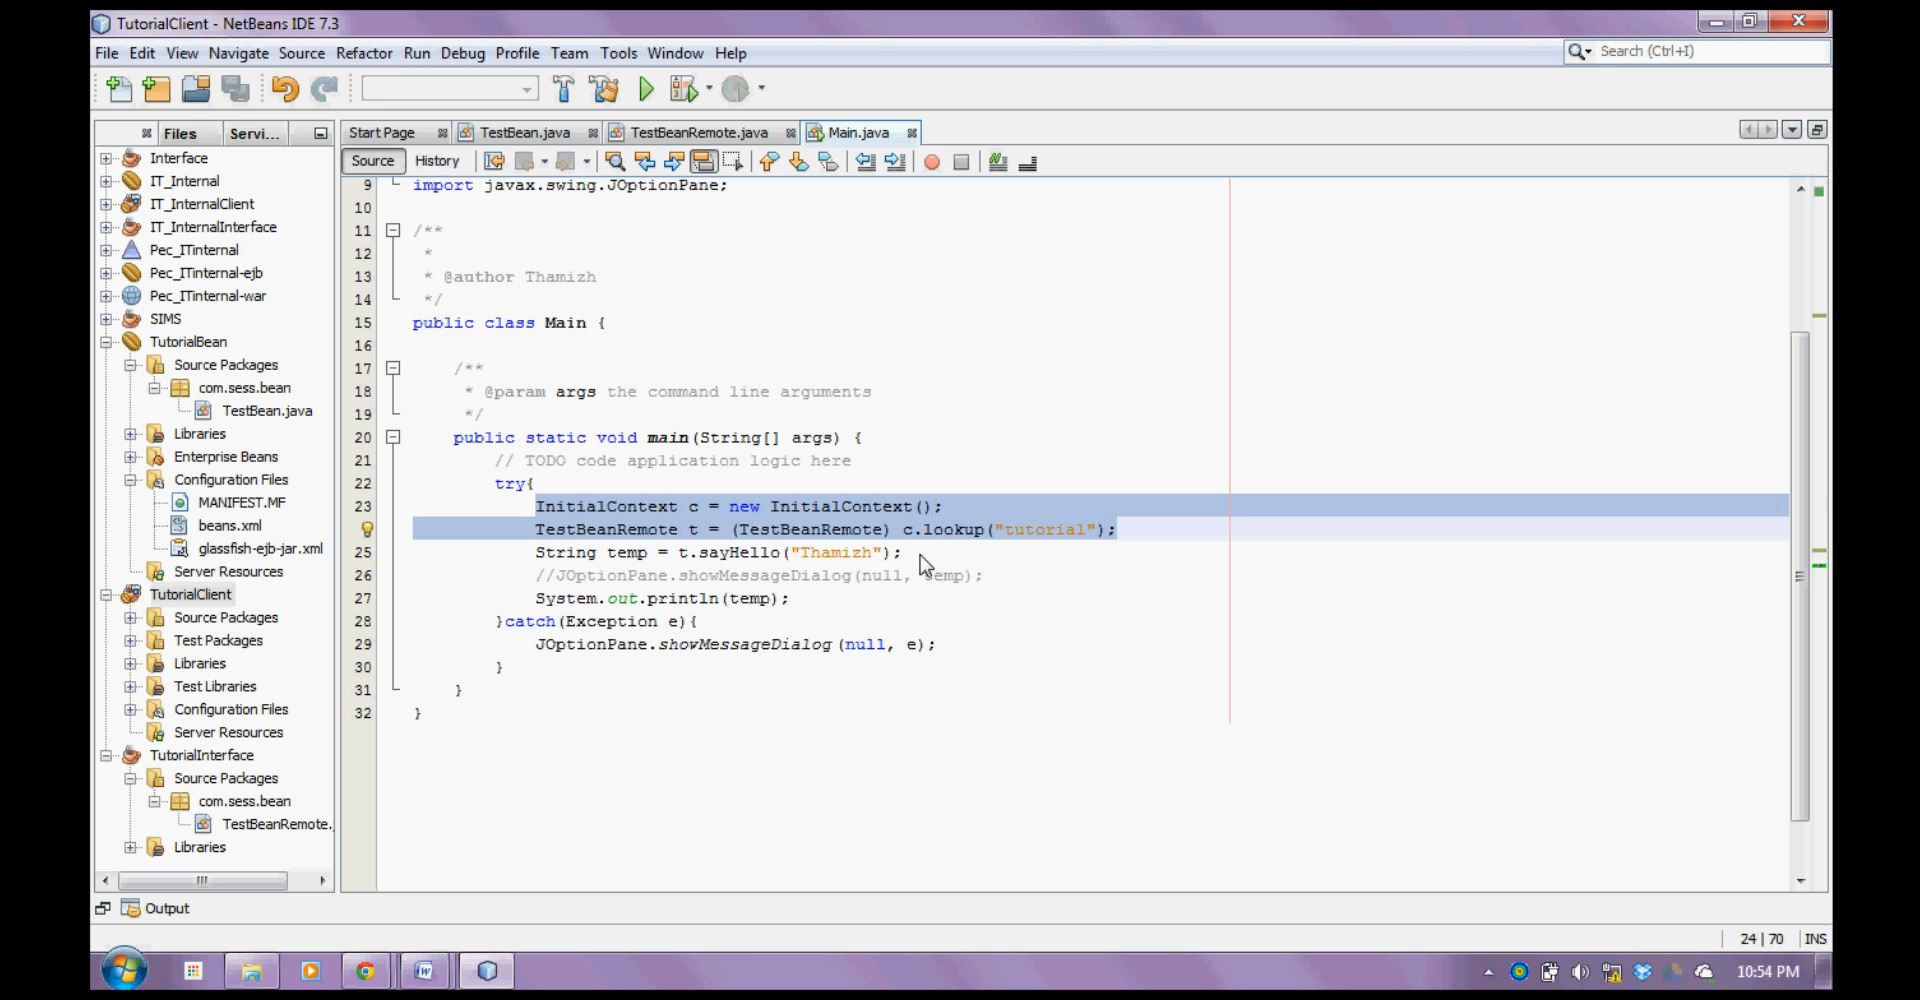 TutorialClient - NetBeans IDE 7.3
File Edit View Navigate Source Refactor Run Debug Profile Team Tools Window Help
Search (Ctrl+I)
Files Servi...
Start Page TestBean.java TestBeanRemote.java Main.java
Source History
Interface
IT_Internal
IT_InternalClient
IT_InternalInterface
Pec_ITinternal
Pec_ITinternal-ejb
Pec_ITinternal-war
SIMS
TutorialBean
Source Packages
com.sess.bean
TestBean.java
Libraries
Enterprise Beans
Configuration Files
MANIFEST.MF
beans.xml
glassfish-ejb-jar.xml
Server Resources
TutorialClient
Source Packages
Test Packages
Libraries
Test Libraries
Configuration Files
Server Resources
TutorialInterface
Source Packages
com.sess.bean
TestBeanRemote.
Libraries
9 import javax.swing.JOptionPane;
10
11 /**
12 *
13 * @author Thamizh
14 */
15 public class Main {
16
17 /**
18 * @param args the command line arguments
19 */
20 public static void main(String[] args) {
21 // TODO code application logic here
22 try{
23 InitialContext c = new InitialContext();
TestBeanRemote t = (TestBeanRemote) c.lookup("tutorial");
25 String temp = t.sayHello("Thamizh");
26 //JOptionPane.showMessageDialog(null, temp);
27 System.out.println(temp);
28 }catch(Exception e){
29 JOptionPane.showMessageDialog(null, e);
30 }
31 }
32 }
Output
24 | 70 INS
10:54 PM